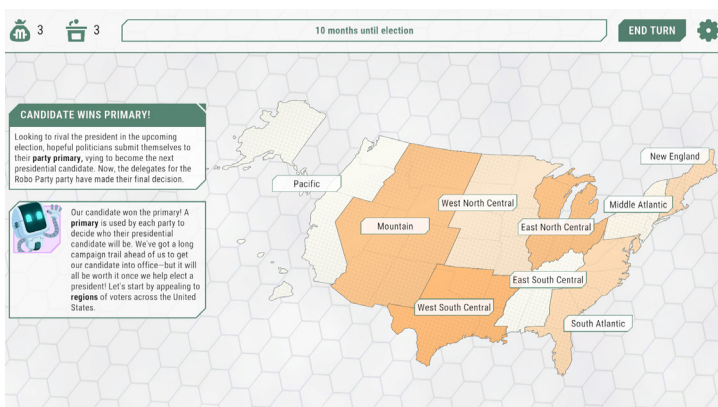 3
3
10 months until election
END TURN
CANDIDATE WINS PRIMARY!
Looking to rival the president in the upcoming
election, hopeful politicians submit themselves to
their party primary, vying to become the next
presidential candidate. Now, the delegates for the
Robo Party party have made their final decision.
Our candidate won the primary! A
primary is used by each party to
decide who their presidential
candidate will be. We've got a long
campaign trail ahead of us to get
our candidate into office—but it will
all be worth it once we help elect a
president! Let's start by appealing to
regions of voters across the United
States.
New England
Pacific
West North Central
Middle Atlantic
Mountain
East North Central
East South Central
West South Central
South Atlantic